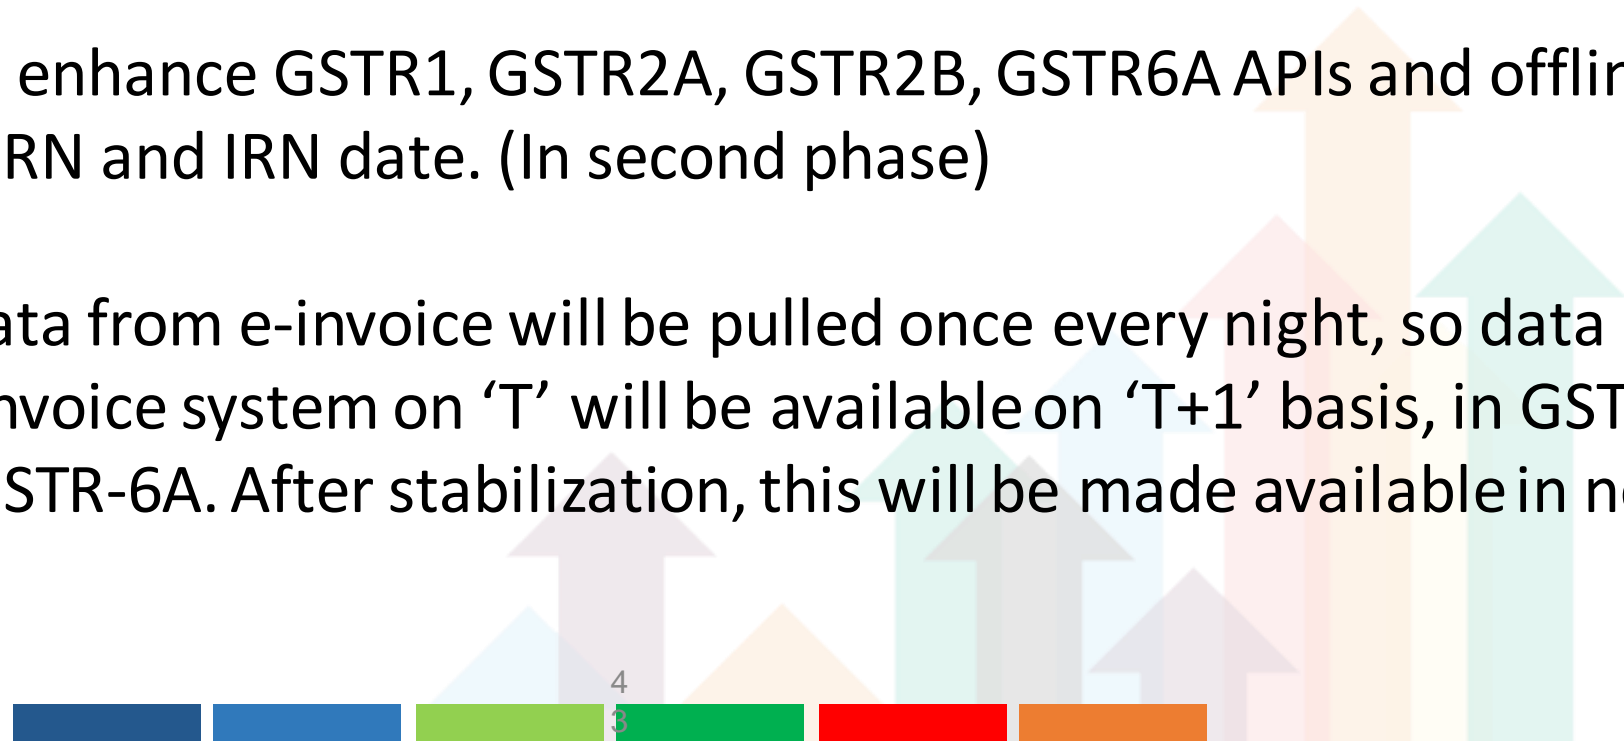 enhance GSTR1, GSTR2A, GSTR2B, GSTR6A APIs and offlin
RN and IRN date. (In second phase)
ata from e-invoice will be pulled once every night, so data
nvoice system on ‘T’ will be available on ‘T+1’ basis, in GST
STR-6A. After stabilization, this will be made available in n
4
3